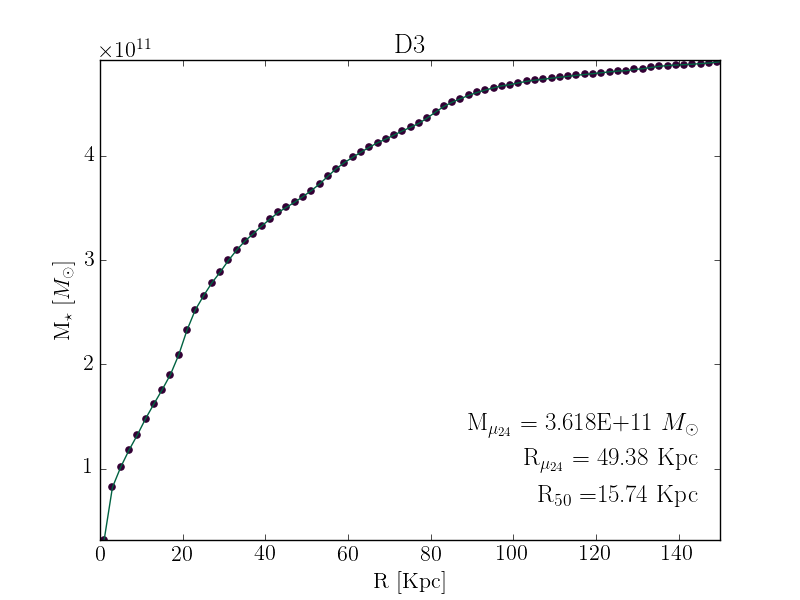 D3
×10¹¹
4
3
2
1
M⋆ [M⊙]
M_μ₂₄ = 3.618E+11 M⊙
R_μ₂₄ = 49.38 Kpc
R₅₀ =15.74 Kpc
0 20 40 60 80 100 120 140
R [Kpc]